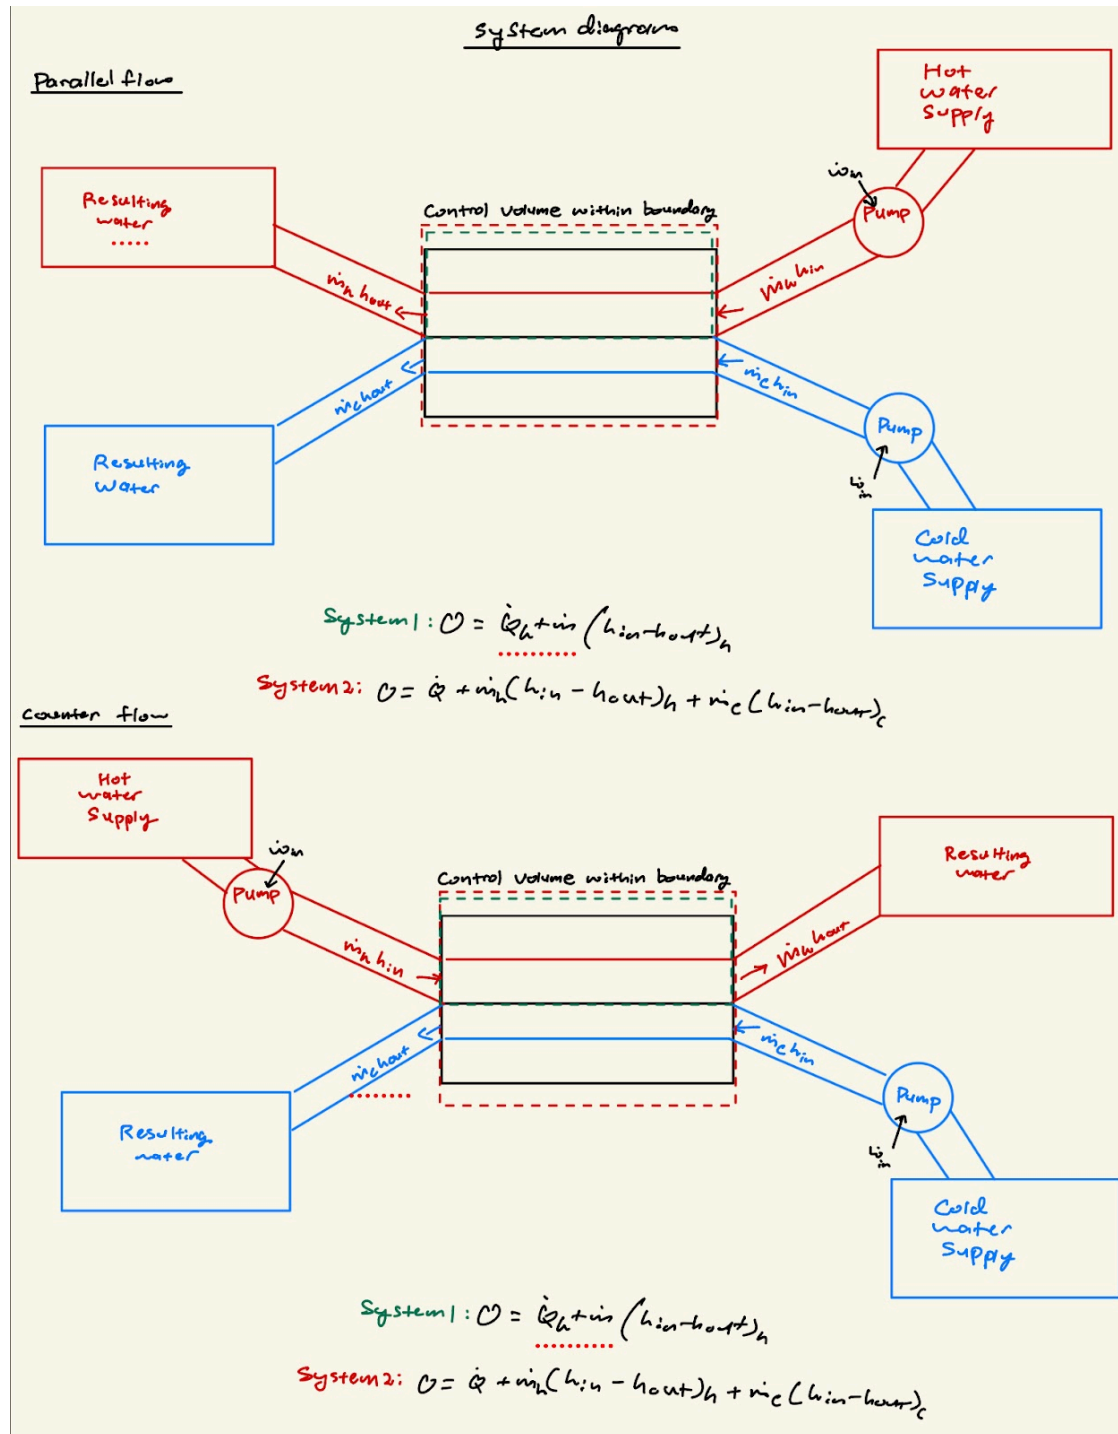 System diagrams
Parallel flow
Hot
water
Supply
ẇin
Pump
Resulting
water
Control Volume within boundary
ṁh hout
ṁh hin
ṁc hout
ṁc hin
Pump
ẇin
Resulting
Water
Cold
water
Supply
System 1: 0 = Q̇h + ṁ (hin - hout)h
System 2: 0 = Q̇ + ṁh (hin - hout)h + ṁc (hin - hout)c
Counter flow
Hot
water
Supply
ẇin
Pump
Resulting
water
Control Volume within boundary
ṁh hin
ṁh hout
ṁc hout
ṁc hin
Pump
ẇin
Resulting
water
Cold
water
Supply
System 1: 0 = Q̇h + ṁ (hin - hout)h
System 2: 0 = Q̇ + ṁh (hin - hout)h + ṁc (hin - hout)c